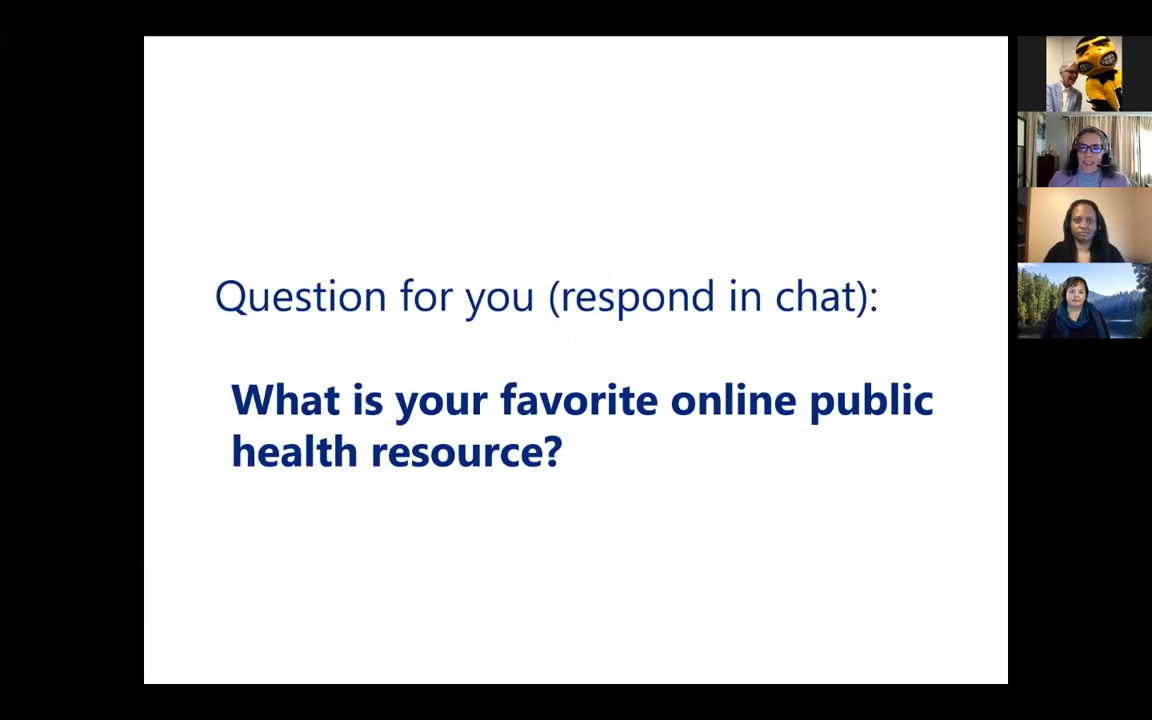 Question for you (respond in chat):
What is your favorite online public
health resource?